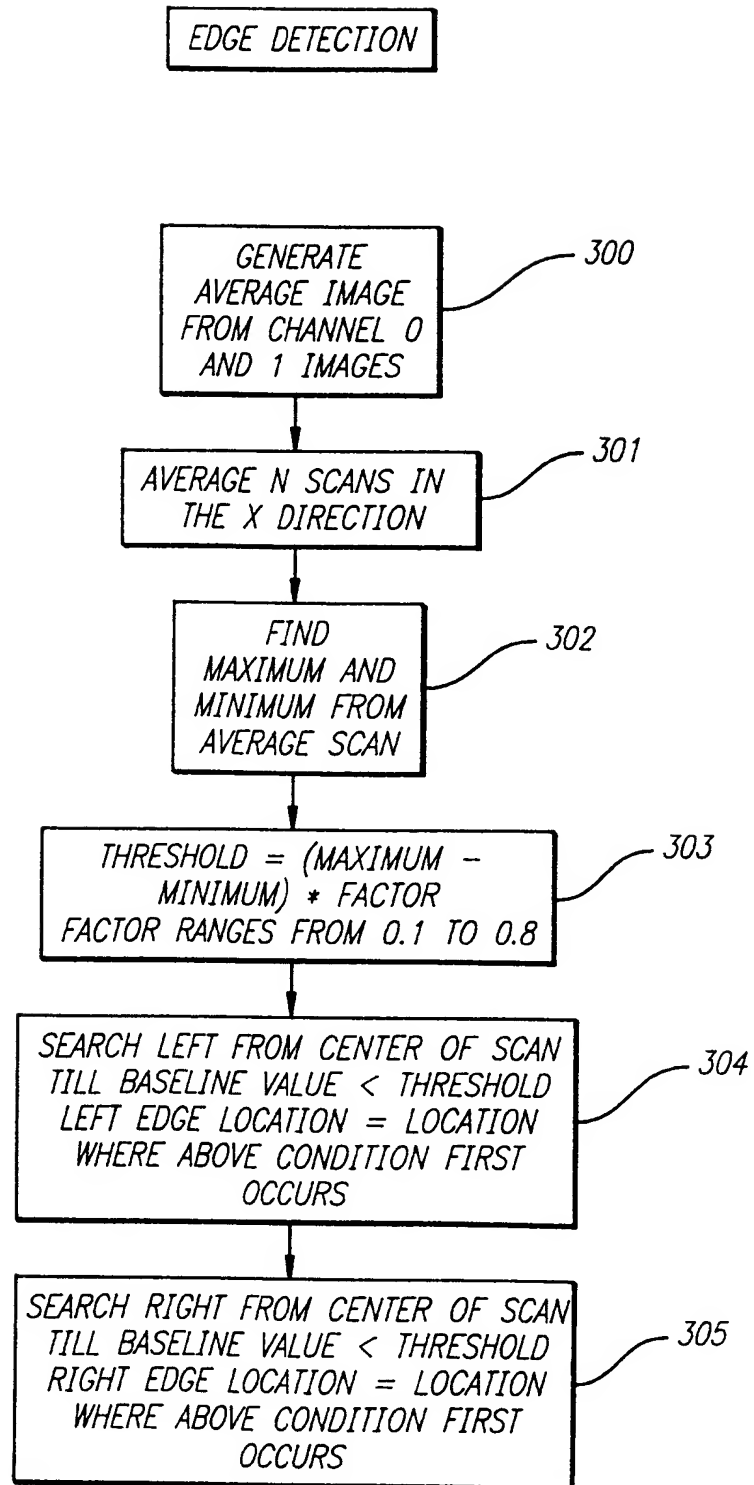 EDGE DETECTION
GENERATE
AVERAGE IMAGE
FROM CHANNEL 0
AND 1 IMAGES
300
AVERAGE N SCANS IN
THE X DIRECTION
301
FIND
MAXIMUM AND
MINIMUM FROM
AVERAGE SCAN
302
THRESHOLD = (MAXIMUM -
MINIMUM) * FACTOR
FACTOR RANGES FROM 0.1 TO 0.8
303
SEARCH LEFT FROM CENTER OF SCAN
TILL BASELINE VALUE < THRESHOLD
LEFT EDGE LOCATION = LOCATION
WHERE ABOVE CONDITION FIRST
OCCURS
304
SEARCH RIGHT FROM CENTER OF SCAN
TILL BASELINE VALUE < THRESHOLD
RIGHT EDGE LOCATION = LOCATION
WHERE ABOVE CONDITION FIRST
OCCURS
305